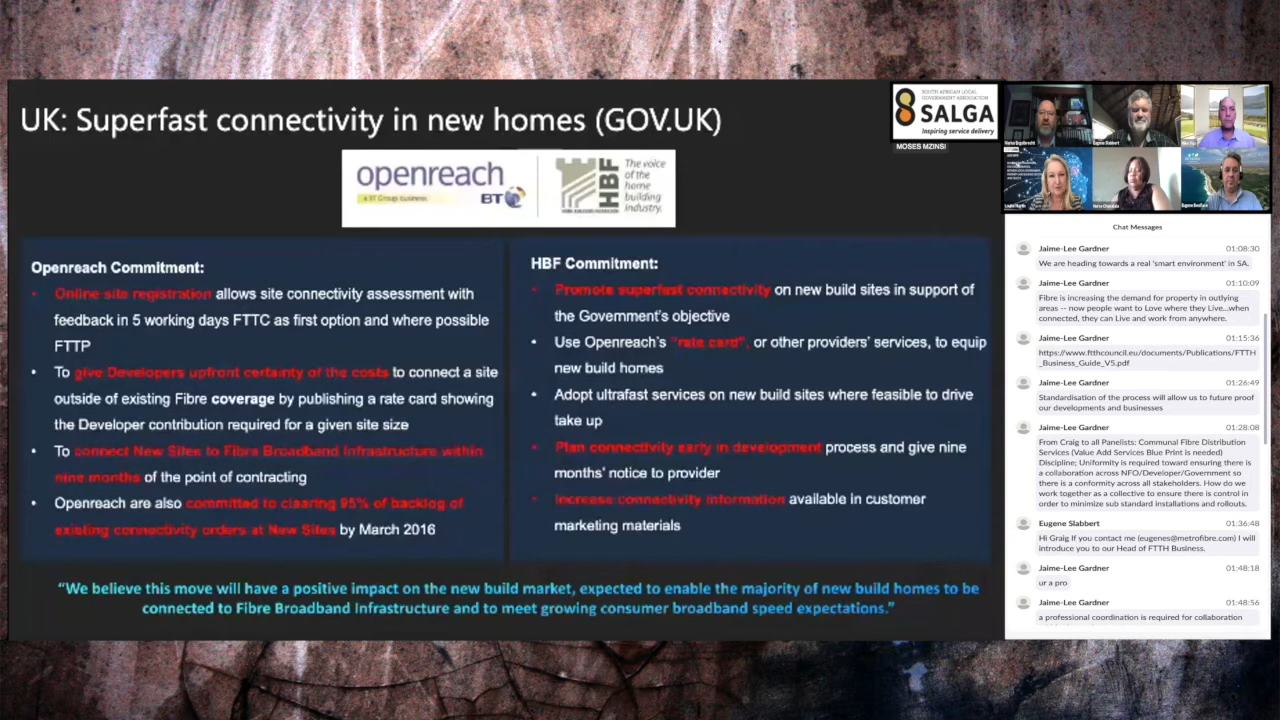 UK: Superfast connectivity in new homes (GOV.UK)
openreach
a BT Group business
BT
HBF
The voice
of the
home
building
industry.
Openreach Commitment:
• Online site registration allows site connectivity assessment with
feedback in 5 working days FTTC as first option and where possible
FTTP
• To give Developers upfront certainty of the costs to connect a site
outside of existing Fibre coverage by publishing a rate card showing
the Developer contribution required for a given site size
• To connect New Sites to Fibre Broadband Infrastructure within
nine months of the point of contracting
• Openreach are also committed to clearing 95% of backlog of
existing connectivity orders at New Sites by March 2016
HBF Commitment:
• Promote superfast connectivity on new build sites in support of
the Government's objective
• Use Openreach's "rate card", or other providers' services, to equip
new build homes
• Adopt ultrafast services on new build sites where feasible to drive
take up
• Plan connectivity early in development process and give nine
months' notice to provider
• Increase connectivity information available in customer
marketing materials
“We believe this move will have a positive impact on the new build market, expected to enable the majority of new build homes to be
connected to Fibre Broadband Infrastructure and to meet growing consumer broadband speed expectations.”
SOUTH AFRICAN LOCAL
GOVERNMENT ASSOCIATION
SALGA
Inspiring service delivery
MOSES MZINSI
Eugene Slabbert
Chat Messages
Jaime-Lee Gardner 01:08:30
We are heading towards a real 'smart environment' in SA.
Jaime-Lee Gardner 01:10:09
Fibre is increasing the demand for property in outlying
areas -- now people want to Love where they Live...when
connected, they can Live and work from anywhere.
Jaime-Lee Gardner 01:15:36
https://www.ftthcouncil.eu/documents/Publications/FTTH
_Business_Guide_V5.pdf
Jaime-Lee Gardner 01:26:49
Standardisation of the process will allow us to future proof
our developments and businesses
Jaime-Lee Gardner 01:28:08
From Craig to all Panelists: Communal Fibre Distribution
Services (Value Add Services Blue Print is needed)
Discipline; Uniformity is required toward ensuring there is
a collaboration across NFO/Developer/Government so
there is a conformity across all stakeholders. How do we
work together as a collective to ensure there is control in
order to minimize sub standard installations and rollouts.
Eugene Slabbert 01:36:48
Hi Graig If you contact me (eugenes@metrofibre.com) I will
introduce you to our Head of FTTH Business.
Jaime-Lee Gardner 01:48:18
ur a pro
Jaime-Lee Gardner 01:48:56
a professional coordination is required for collaboration